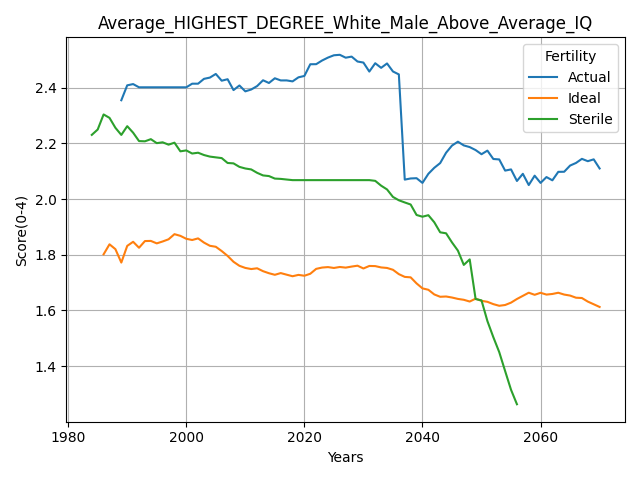 Average_HIGHEST_DEGREE_White_Male_Above_Average_IQ
Fertility
Actual
Ideal
Sterile
Score(0-4)
2.4
2.2
2.0
1.8
1.6
1.4
1980
2000
2020
2040
2060
Years